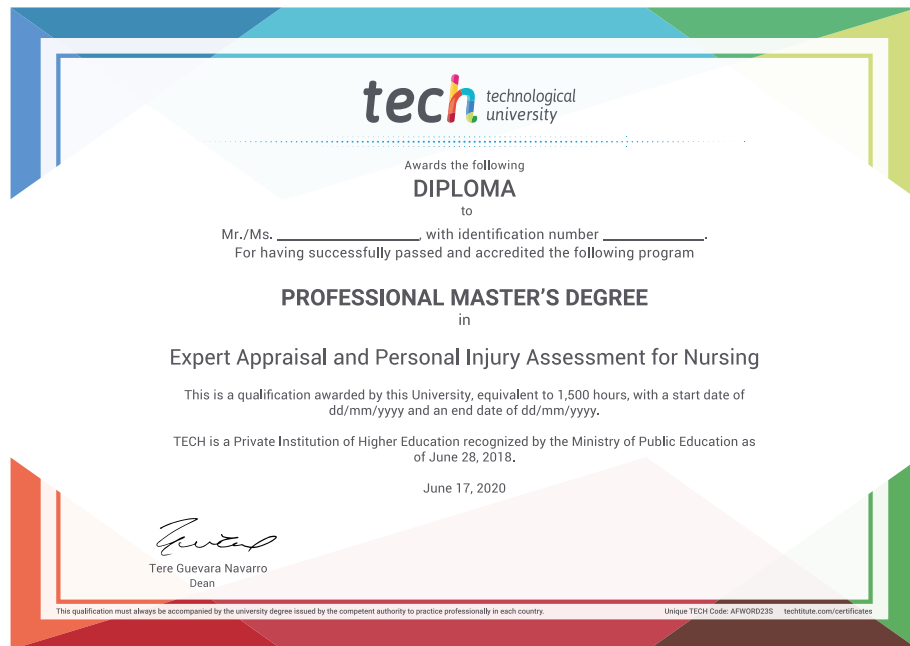 tech technological
university
Awards the following
DIPLOMA
to
Mr./Ms. ____________________, with identification number ______________.
For having successfully passed and accredited the following program
PROFESSIONAL MASTER'S DEGREE
in
Expert Appraisal and Personal Injury Assessment for Nursing
This is a qualification awarded by this University, equivalent to 1,500 hours, with a start date of
dd/mm/yyyy and an end date of dd/mm/yyyy.
TECH is a Private Institution of Higher Education recognized by the Ministry of Public Education as
of June 28, 2018.
June 17, 2020
Tere Guevara Navarro
Dean
This qualification must always be accompanied by the university degree issued by the competent authority to practice professionally in each country.
Unique TECH Code: AFWORD23S techtitute.com/certificates